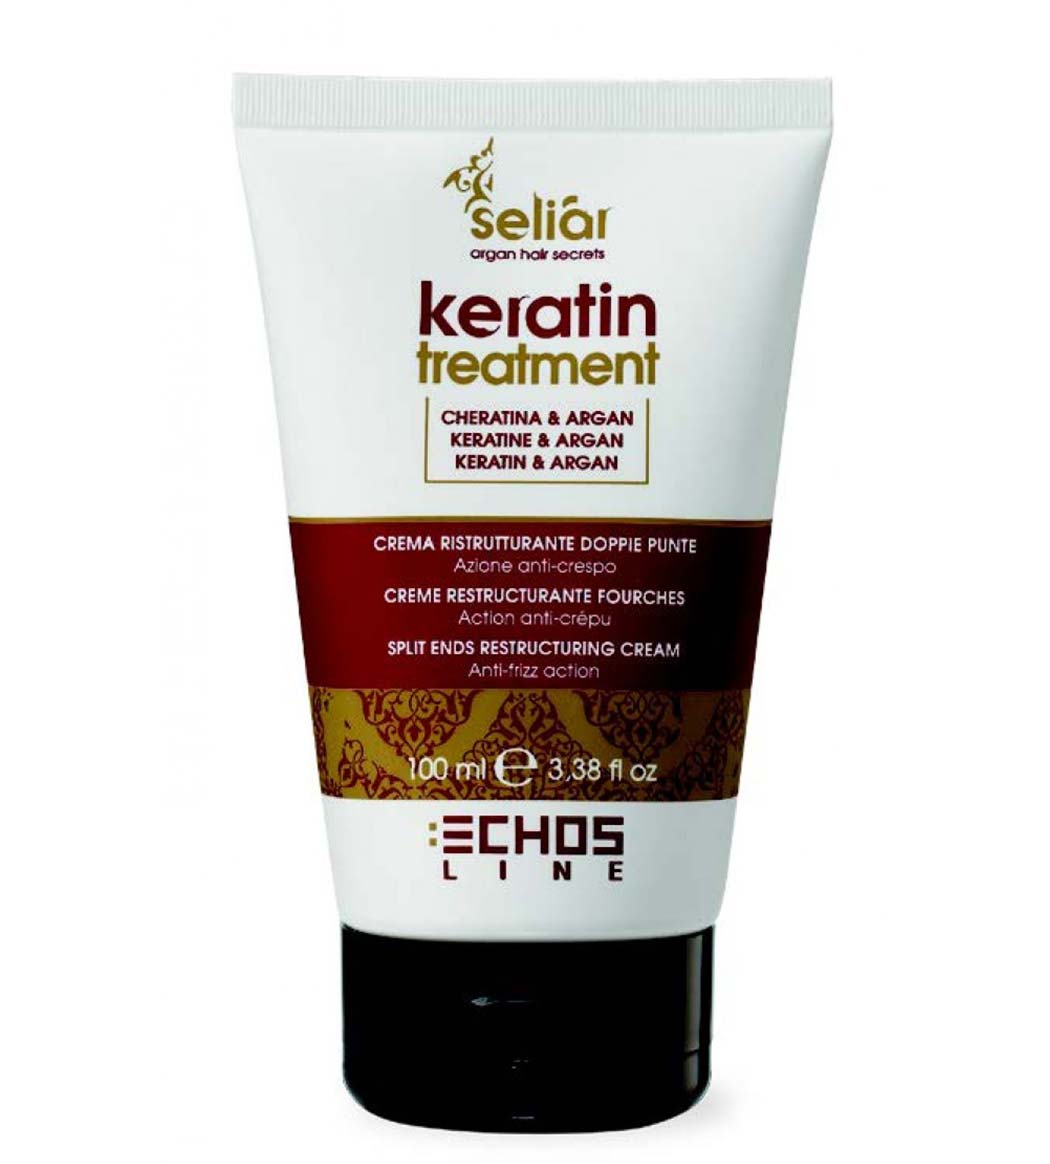 seliár
argan hair secrets
keratin
treatment
CHERATINA & ARGAN
KERATINE & ARGAN
KERATIN & ARGAN
CREMA RISTRUTTURANTE DOPPIE PUNTE
Azione anti-crespo
CREME RESTRUCTURANTE FOURCHES
Action anti-crépu
SPLIT ENDS RESTRUCTURING CREAM
Anti-frizz action
100 ml e 3,38 fl oz
:ECHOS
LINE